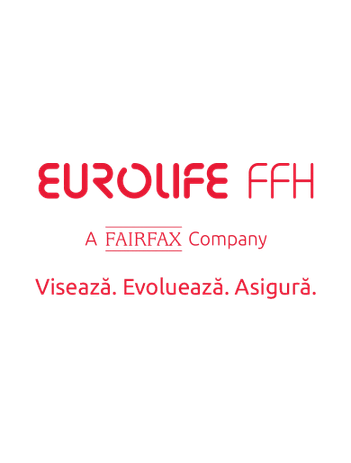 EUROLIFE FFH
A FAIRFAX Company
Visează. Evoluează. Asigură.